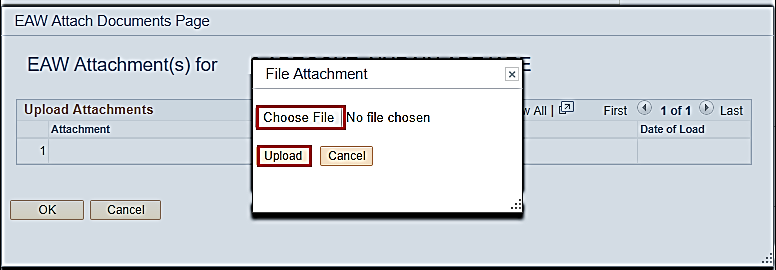 EAW Attach Documents Page
EAW Attachment(s) for
File Attachment
Choose File No file chosen
Upload Cancel
Upload Attachments
All | First 1 of 1 Last
Attachment Date of Load
1
OK Cancel